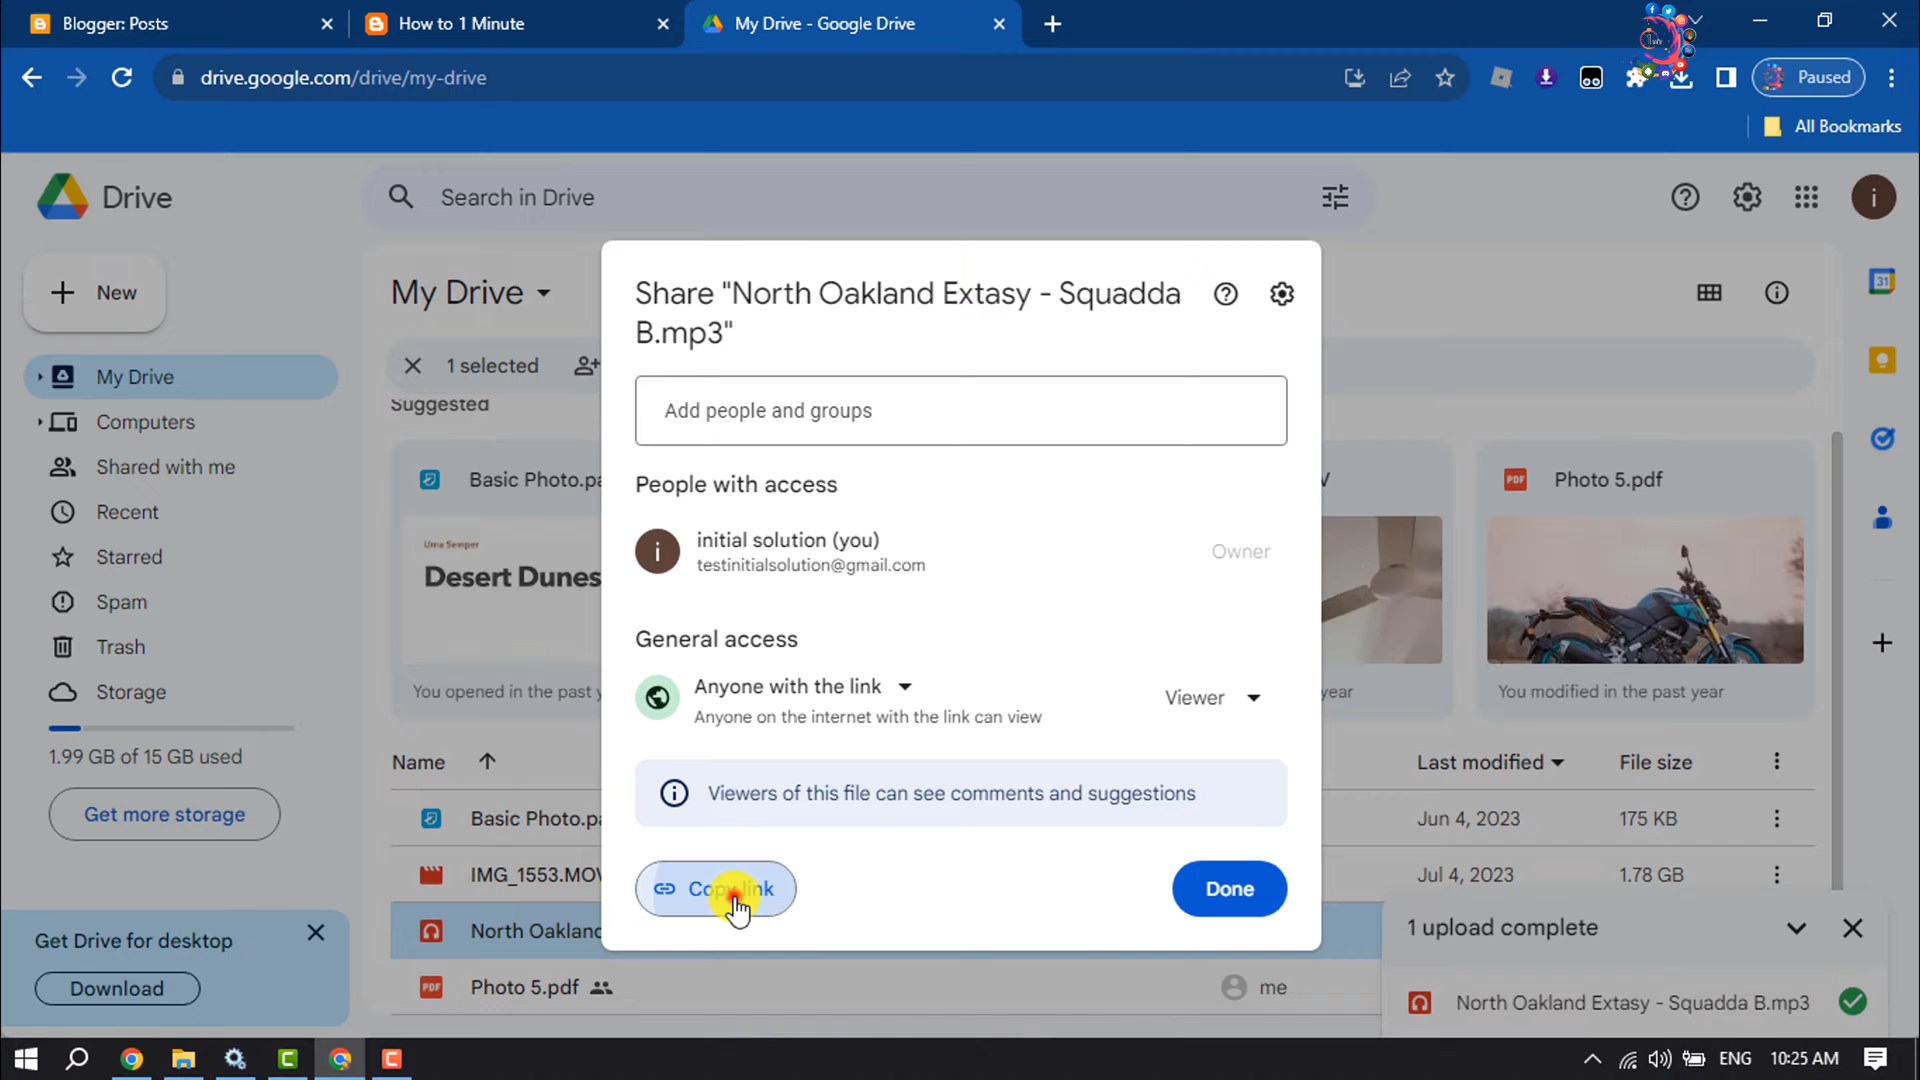 Blogger: Posts
How to 1 Minute
My Drive - Google Drive
drive.google.com/drive/my-drive
Paused
All Bookmarks
Drive
Search in Drive
i
New
My Drive
Share "North Oakland Extasy - Squadda
B.mp3"
1 selected
Add people and groups
My Drive
Suggested
Computers
Shared with me
Recent
Starred
Spam
Trash
Storage
1.99 GB of 15 GB used
Get more storage
Basic Photo.pa
Uma Semper
Desert Dunes
You opened in the past y
People with access
i
initial solution (you)
testinitialsolution@gmail.com
Owner
V
PDF
Photo 5.pdf
31
General access
Anyone with the link
Anyone on the internet with the link can view
Viewer
year
You modified in the past year
Viewers of this file can see comments and suggestions
Copy link
Done
Name
Last modified
File size
Basic Photo.pa
Jun 4, 2023
175 KB
IMG_1553.MOV
Jul 4, 2023
1.78 GB
North Oakland
PDF
Photo 5.pdf
me
Get Drive for desktop
Download
1 upload complete
North Oakland Extasy - Squadda B.mp3
ENG
10:25 AM